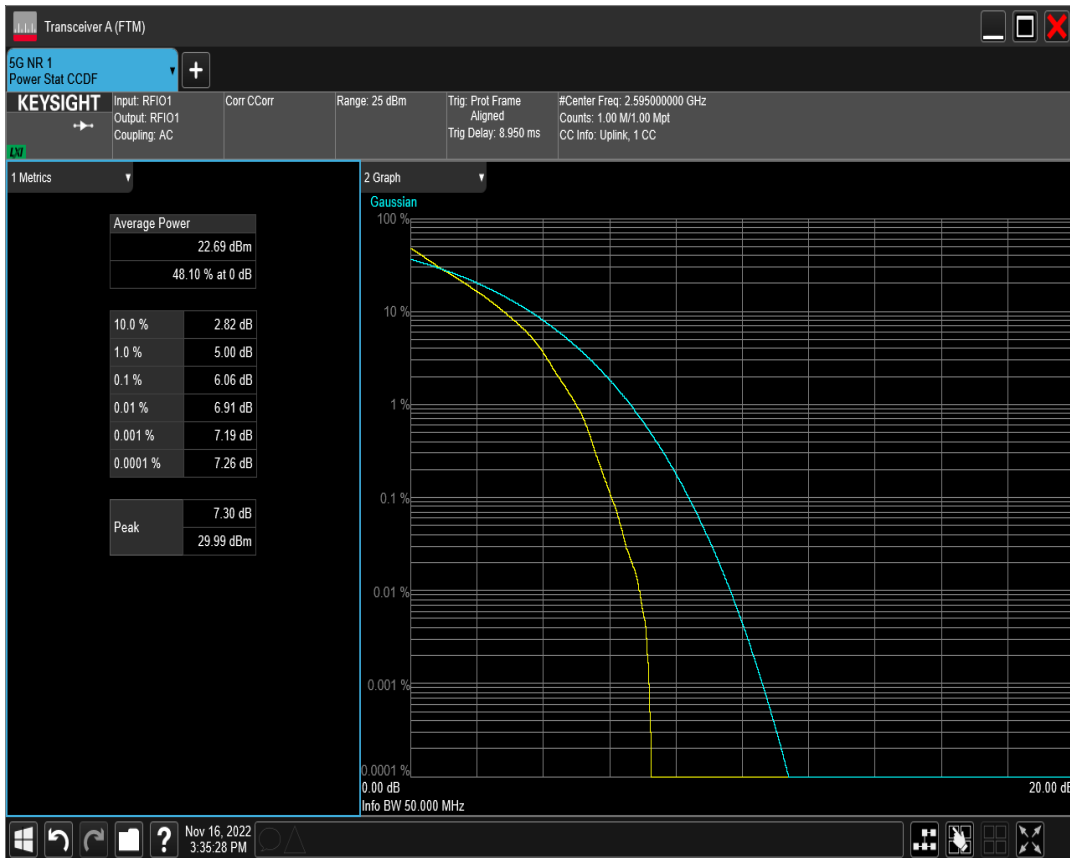 Transceiver A (FTM)
5G NR 1
Power Stat CCDF
+
KEYSIGHT
LXI
Input: RFIO1
Output: RFIO1
Coupling: AC
Corr CCorr
Range: 25 dBm
Trig: Prot Frame
Aligned
Trig Delay: 8.950 ms
#Center Freq: 2.595000000 GHz
Counts: 1.00 M/1.00 Mpt
CC Info: Uplink, 1 CC
1 Metrics
Average Power
22.69 dBm
48.10 % at 0 dB
10.0 % 2.82 dB
1.0 % 5.00 dB
0.1 % 6.06 dB
0.01 % 6.91 dB
0.001 % 7.19 dB
0.0001 % 7.26 dB
Peak
7.30 dB
29.99 dBm
2 Graph
Gaussian
100 %
10 %
1 %
0.1 %
0.01 %
0.001 %
0.0001 %
0.00 dB 20.00 dB
Info BW 50.000 MHz
?
Nov 16, 2022
3:35:28 PM